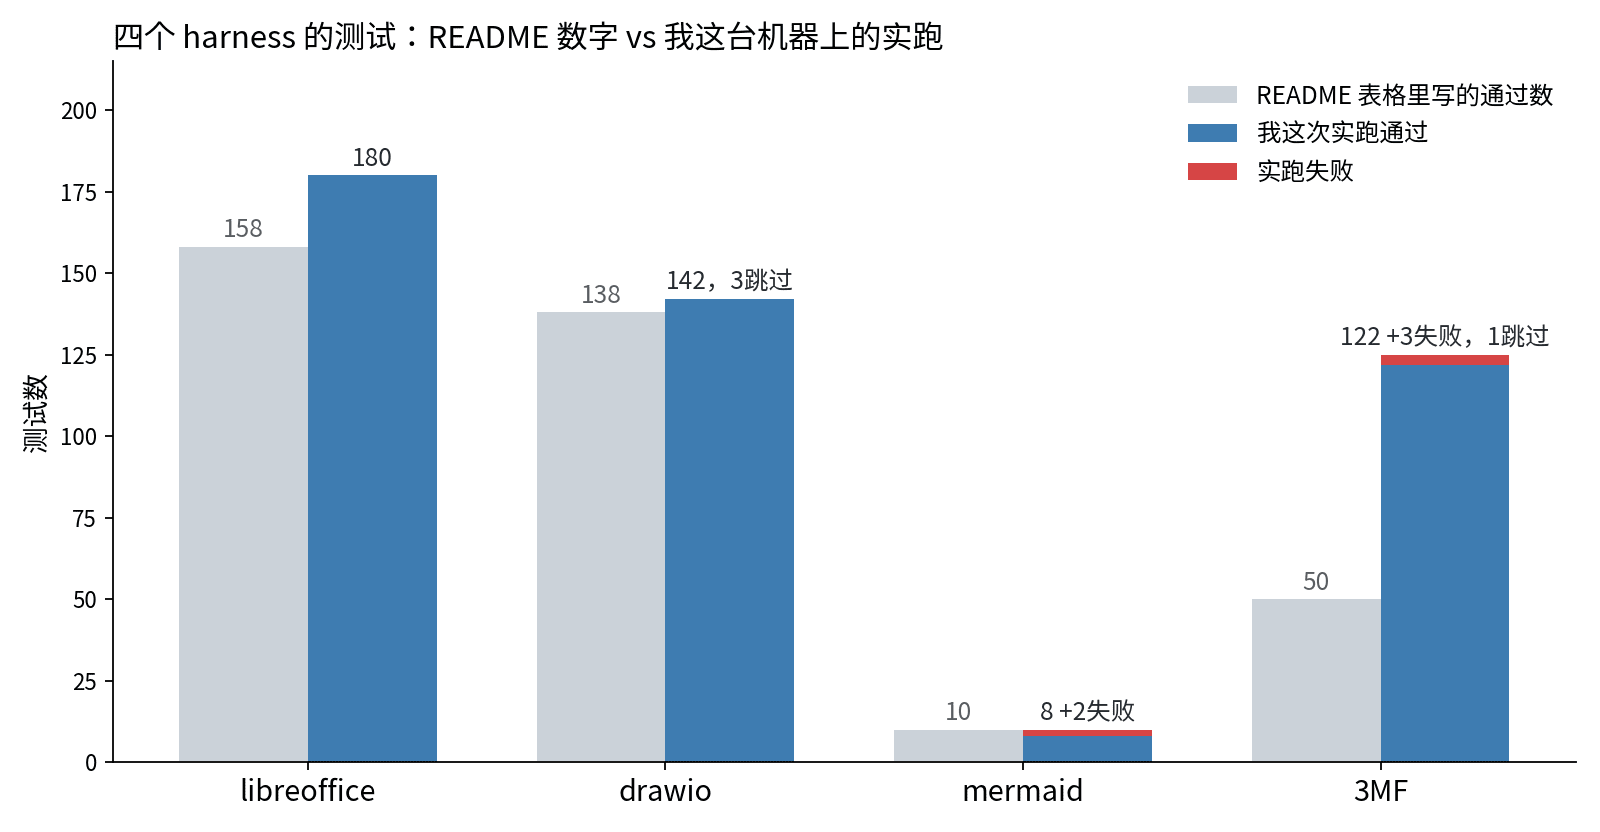 四个 harness 的测试：README 数字 vs 我这台机器上的实跑
README 表格里写的通过数
我这次实跑通过
实跑失败
测试数
200
175
150
125
100
75
50
25
0
158
180
138
142，3跳过
10
8 +2失败
50
122 +3失败，1跳过
libreoffice
drawio
mermaid
3MF